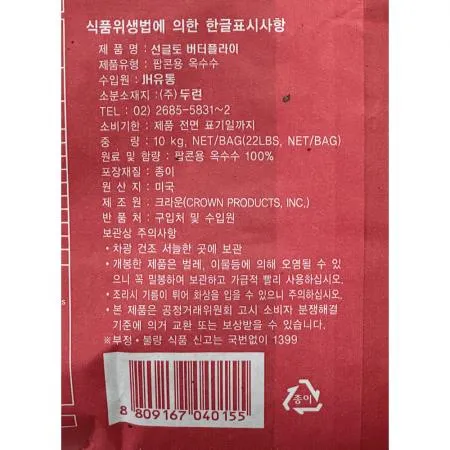 식품위생법에 의한 한글표시사항
제 품 명 : 선글로 버터플라이
제품유형 : 팝콘용 옥수수
수입원 : JH유통
소분소재지 : (주) 두런
TEL : 02) 2685-5831~2
소비기한 : 제품 전면 표기일까지
중 량 : 10 kg, NET/BAG(22LBS, NET/BAG)
원료 및 함량 : 팝콘용 옥수수 100%
포장재질 : 종이
원 산 지 : 미국
제 조 원 : 크라운(CROWN PRODUCTS, INC.)
반 품 처 : 구입처 및 수입원
보관상 주의사항
• 차광 건조 서늘한 곳에 보관
• 개봉한 제품은 벌레, 이물등에 의해 오염될 수 있
으니 꼭 밀봉하여 보관하고 가급적 빨리 사용하십시오.
• 조리시 기름이 튀어 화상을 입을 수 있으니 주의하십시오.
• 본 제품은 공정거래위원회 고시 소비자 분쟁해결
기준에 의거 교환 또는 보상받을 수 있습니다.
※부정·불량 식품 신고는 국번없이 1399
8 809167 040155
종이